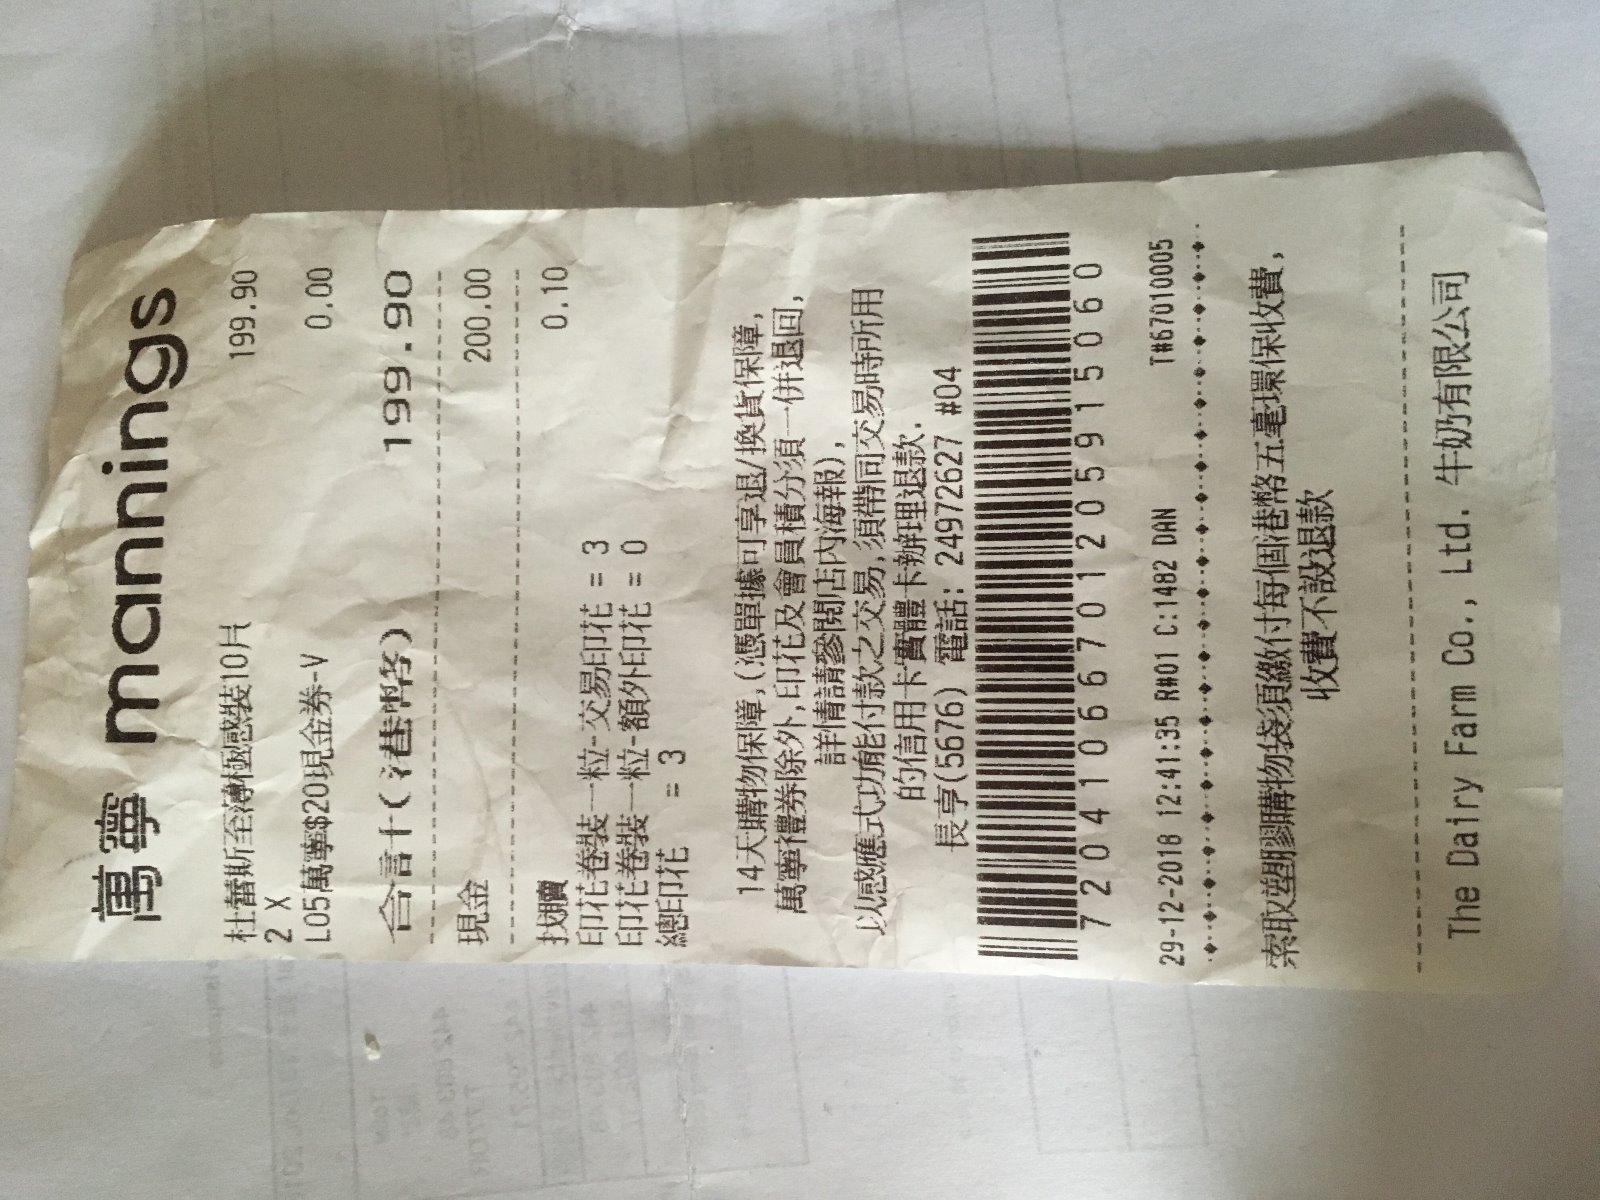 萬寧 mannings
杜蕾斯至薄極感裝10片 199.90
2 X
L05萬寧$20現金券-V 0.00
合計+(港幣) 199.90
現金 200.00
找贖 0.10
印花卷裝一粒-交易印花 = 3
印花卷裝一粒-額外印花 = 0
總印花 = 3
14天購物保障,(憑單據可享退/換貨保障,
萬寧禮券除外,印花及會員積分須一併退回,
詳情請參閱店內海報),
以感應式功能付款之交易,須帶同交易時所用
的信用卡實體卡辦理退款.
長亨(5676) 電話: 24972627 #04
72041066701205915060
29-12-2018 12:41:35 R#01 C:1482 DAN T#67010005
索取塑膠購物袋須繳付每個港幣五毫環保收費,
收費不設退款
The Dairy Farm Co., Ltd. 牛奶有限公司